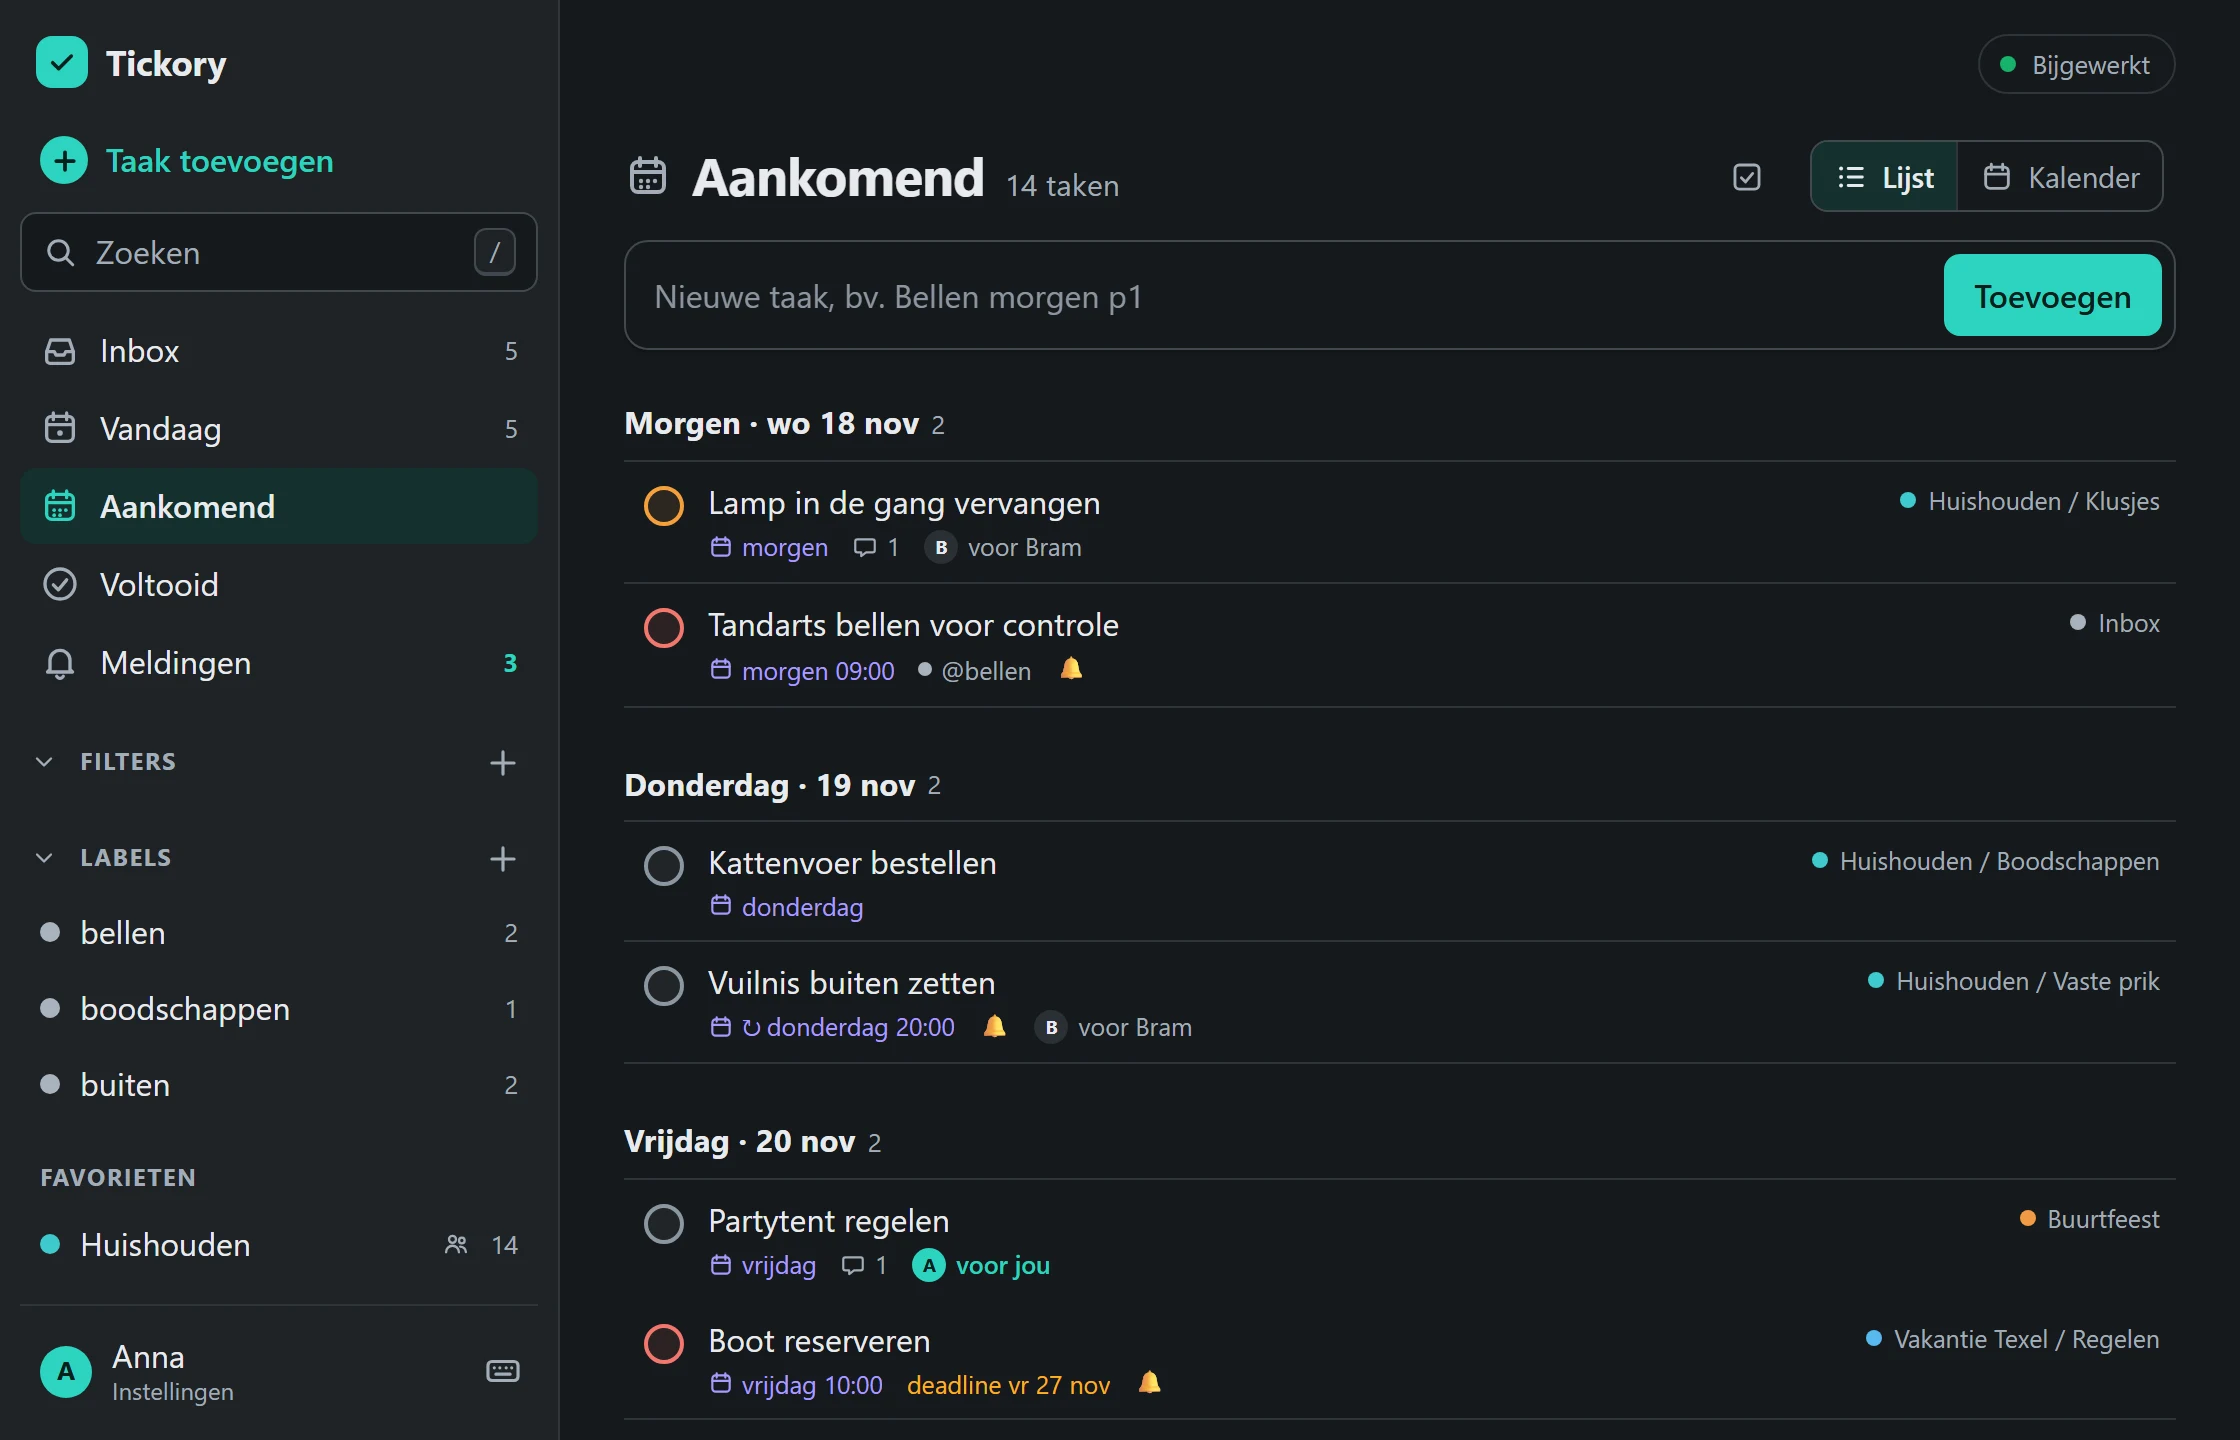 Tickory
Taak toevoegen
Zoeken /
Inbox 5
Vandaag 5
Aankomend
Voltooid
Meldingen 3
FILTERS
LABELS
bellen 2
boodschappen 1
buiten 2
FAVORIETEN
Huishouden 14
A Anna
Instellingen
Bijgewerkt
Aankomend 14 taken
Lijst Kalender
Nieuwe taak, bv. Bellen morgen p1 Toevoegen
Morgen · wo 18 nov 2
Lamp in de gang vervangen Huishouden / Klusjes
morgen 1 B voor Bram
Tandarts bellen voor controle Inbox
morgen 09:00 @bellen
Donderdag · 19 nov 2
Kattenvoer bestellen Huishouden / Boodschappen
donderdag
Vuilnis buiten zetten Huishouden / Vaste prik
↻ donderdag 20:00 B voor Bram
Vrijdag · 20 nov 2
Partytent regelen Buurtfeest
vrijdag 1 A voor jou
Boot reserveren Vakantie Texel / Regelen
vrijdag 10:00 deadline vr 27 nov